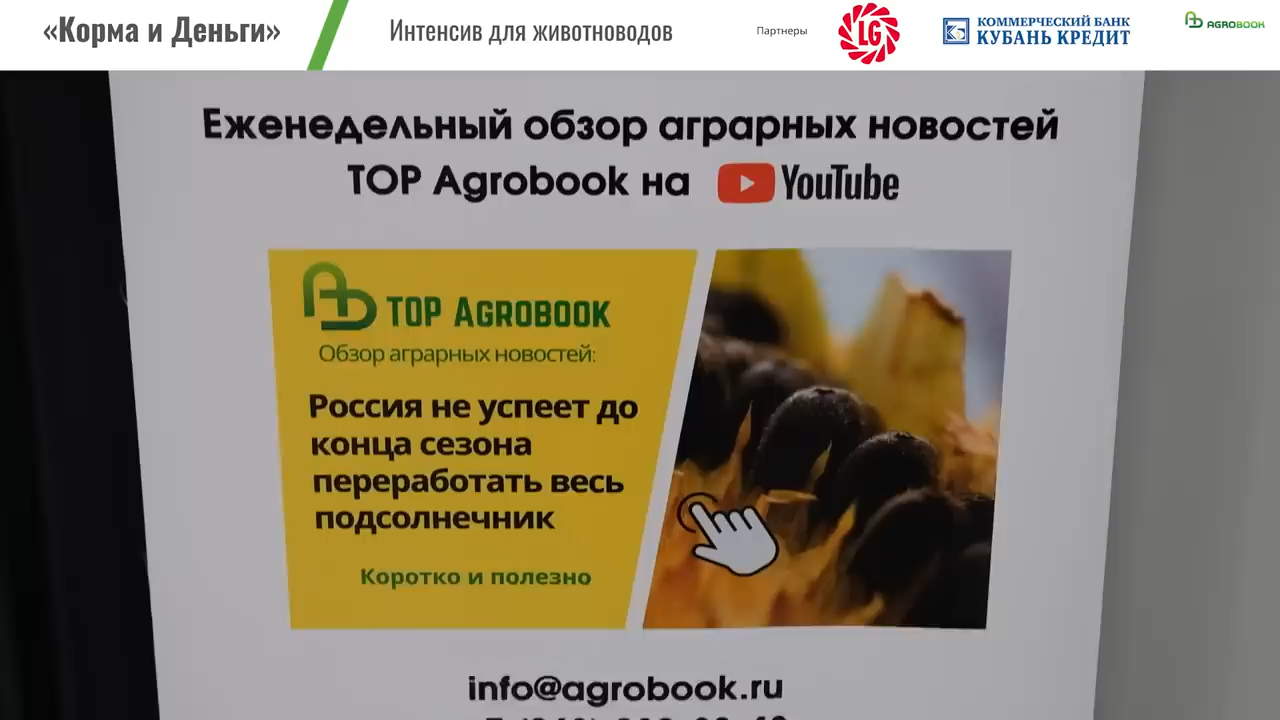 «Корма и Деньги»
Интенсив для животноводов
Партнеры
LG
КОММЕРЧЕСКИЙ БАНК
КУБАНЬ КРЕДИТ
AGROBOOK
Еженедельный обзор аграрных новостей
TOP Agrobook на YouTube
TOP AGROBOOK
Обзор аграрных новостей:
Россия не успеет до
конца сезона
переработать весь
подсолнечник
Коротко и полезно
info@agrobook.ru